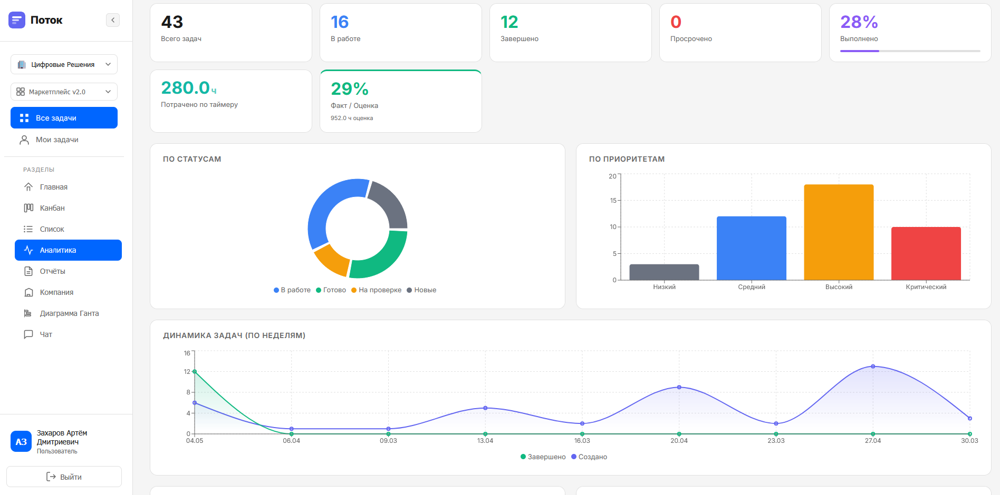 Поток
Цифровые Решения
Маркетплейс v2.0
Все задачи
Мои задачи
РАЗДЕЛЫ
Главная
Канбан
Список
Аналитика
Отчёты
Компания
Диаграмма Ганта
Чат
АЗ
Захаров Артём
Дмитриевич
Пользователь
Выйти
43
Всего задач
16
В работе
12
Завершено
0
Просрочено
28%
Выполнено
280.0 ч
Потрачено по таймеру
29%
Факт / Оценка
952.0 ч оценка
ПО СТАТУСАМ
В работе Готово На проверке Новые
ПО ПРИОРИТЕТАМ
20
15
10
5
0
Низкий Средний Высокий Критический
ДИНАМИКА ЗАДАЧ (ПО НЕДЕЛЯМ)
16
12
8
4
0
04.05 06.04 09.03 13.04 16.03 20.04 23.03 27.04 30.03
Завершено Создано